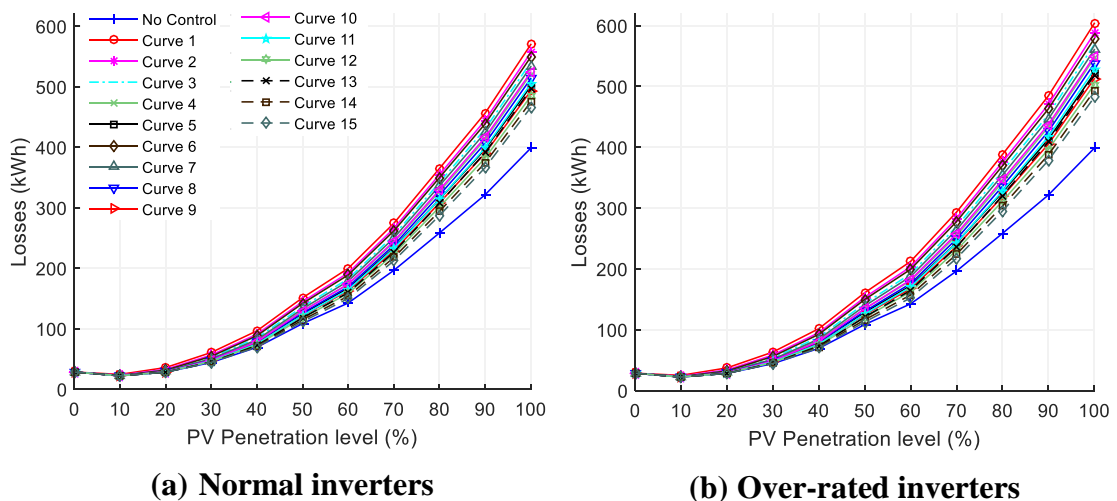 600
500
400
300
200
100
0
Losses (kWh)
No Control
Curve 1
Curve 2
Curve 3
Curve 4
Curve 5
Curve 6
Curve 7
Curve 8
Curve 9
Curve 10
Curve 11
Curve 12
Curve 13
Curve 14
Curve 15
0 10 20 30 40 50 60 70 80 90 100
PV Penetration level (%)
(a) Normal inverters
600
500
400
300
200
100
0
Losses (kWh)
0 10 20 30 40 50 60 70 80 90 100
PV Penetration level (%)
(b) Over-rated inverters